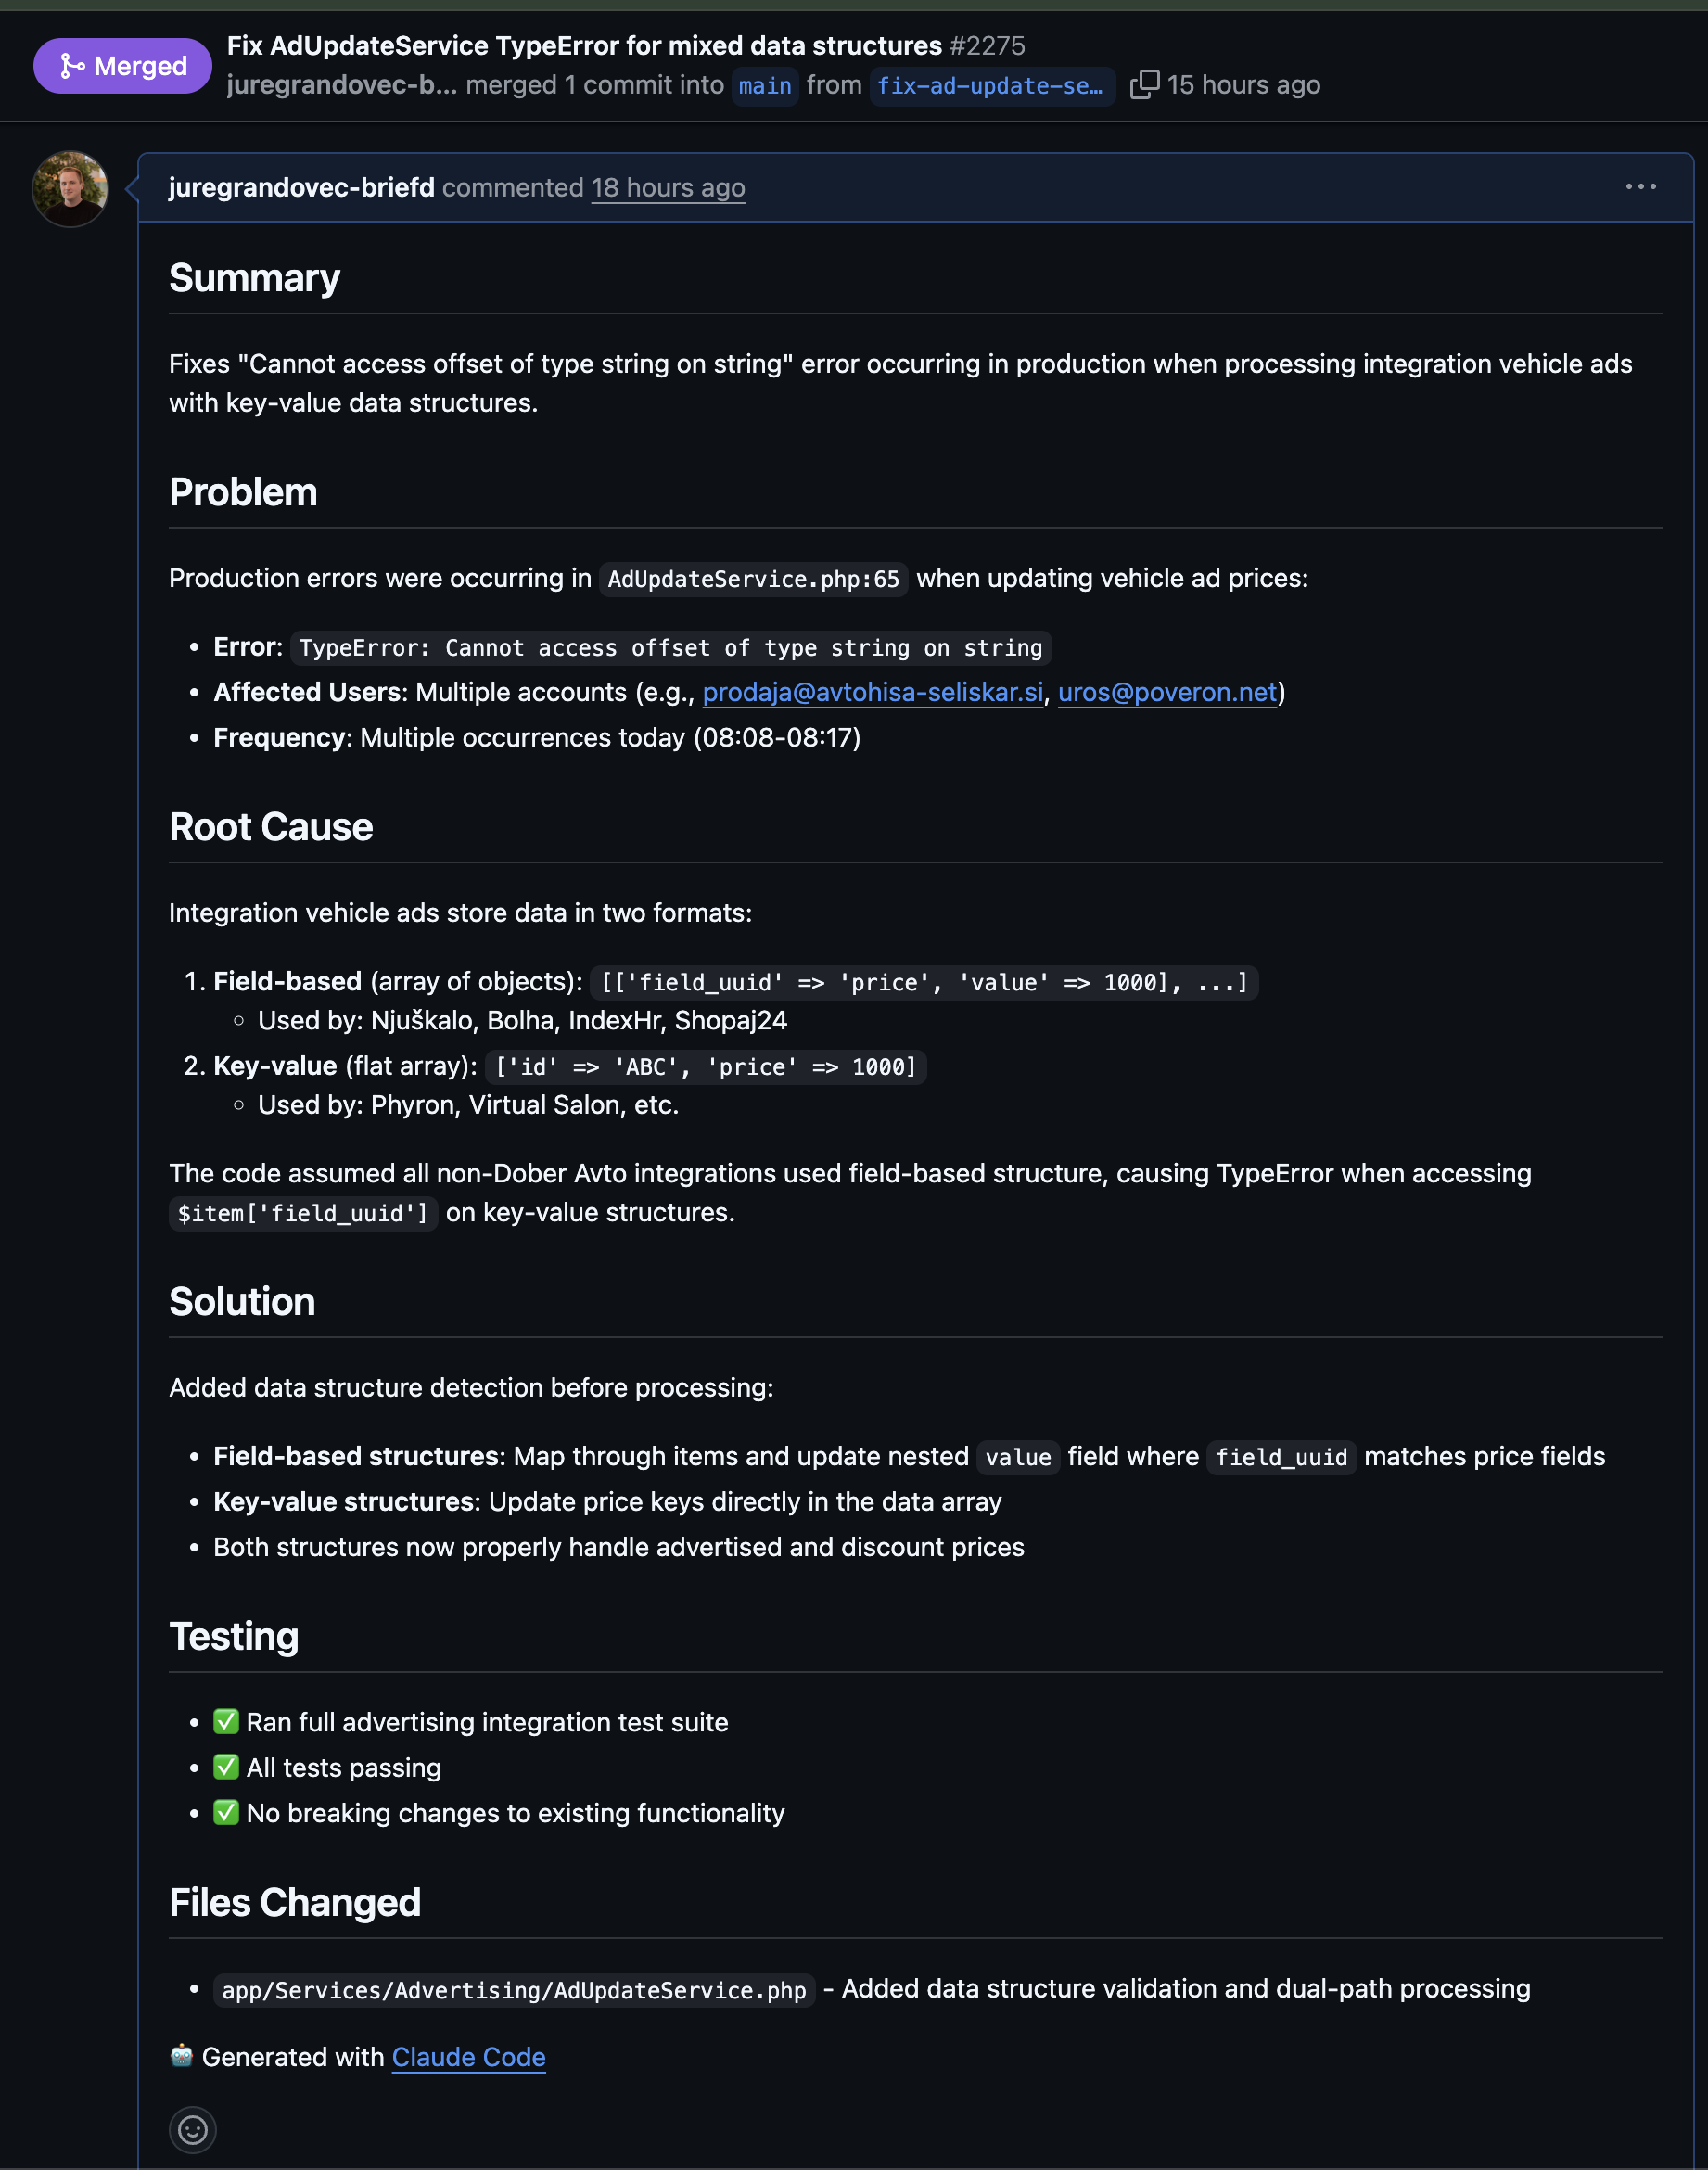 Merged
Fix AdUpdateService TypeError for mixed data structures #2275
juregrandovec-b... merged 1 commit into main from fix-ad-update-se… 15 hours ago
juregrandovec-briefd commented 18 hours ago
Summary
Fixes "Cannot access offset of type string on string" error occurring in production when processing integration vehicle ads
with key-value data structures.
Problem
Production errors were occurring in AdUpdateService.php:65 when updating vehicle ad prices:
• Error: TypeError: Cannot access offset of type string on string
• Affected Users: Multiple accounts (e.g., prodaja@avtohisa-seliskar.si, uros@poveron.net)
• Frequency: Multiple occurrences today (08:08-08:17)
Root Cause
Integration vehicle ads store data in two formats:
1. Field-based (array of objects): [['field_uuid' => 'price', 'value' => 1000], ...]
◦ Used by: Njuškalo, Bolha, IndexHr, Shopaj24
2. Key-value (flat array): ['id' => 'ABC', 'price' => 1000]
◦ Used by: Phyron, Virtual Salon, etc.
The code assumed all non-Dober Avto integrations used field-based structure, causing TypeError when accessing
$item['field_uuid'] on key-value structures.
Solution
Added data structure detection before processing:
• Field-based structures: Map through items and update nested value field where field_uuid matches price fields
• Key-value structures: Update price keys directly in the data array
• Both structures now properly handle advertised and discount prices
Testing
• ✅ Ran full advertising integration test suite
• ✅ All tests passing
• ✅ No breaking changes to existing functionality
Files Changed
• app/Services/Advertising/AdUpdateService.php - Added data structure validation and dual-path processing
🤖 Generated with Claude Code